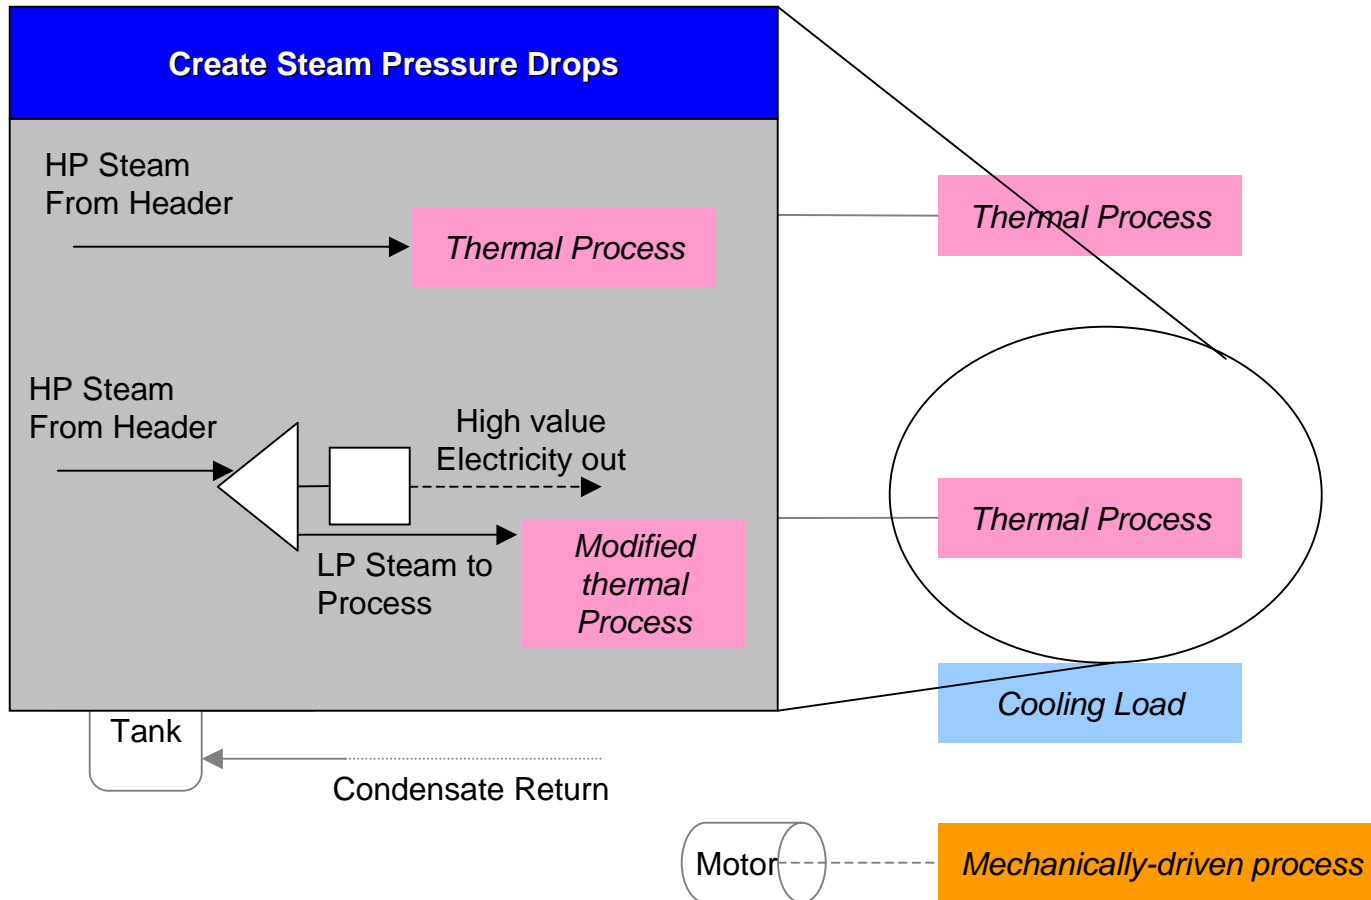 Create Steam Pressure Drops
HP Steam
From Header
Thermal Process
Thermal Process
HP Steam
From Header
High value
Electricity out
LP Steam to
Process
Modified
thermal
Process
Thermal Process
Cooling Load
Tank
Condensate Return
Motor
Mechanically-driven process